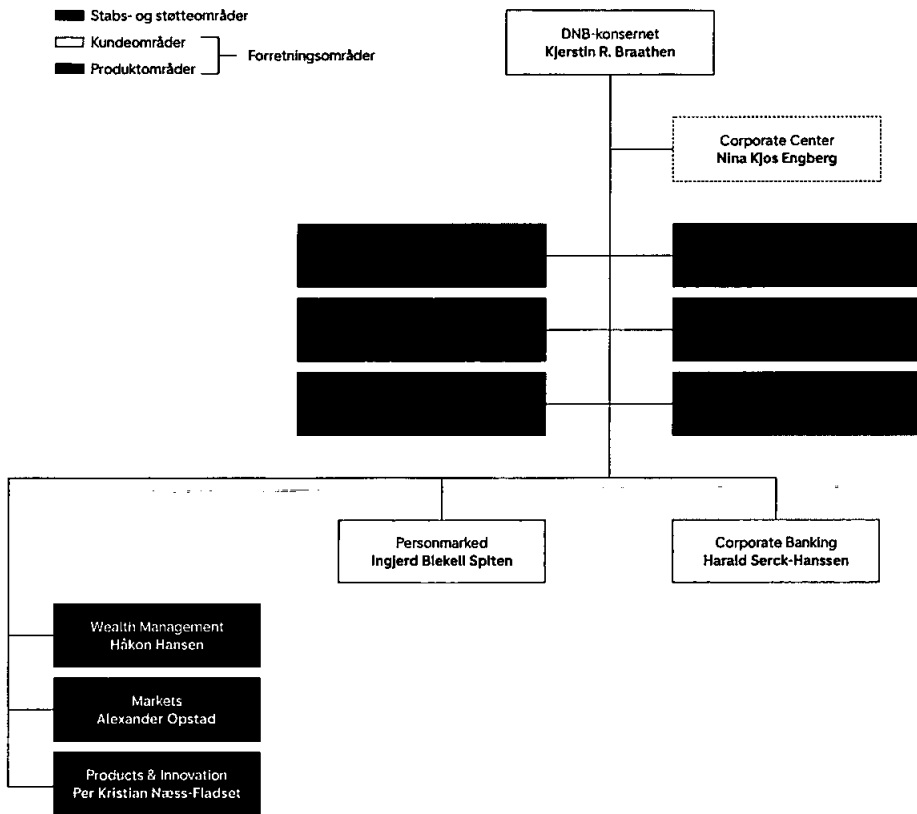 Stabs- og støtteområder
Kundeområder
Forretningsområder
Produktområder
DNB-konsernet
Kjerstin R. Braathen
Corporate Center
Nina Kjos Engberg
Personmarked
Ingjerd Blekeli Spiten
Corporate Banking
Harald Serck-Hanssen
Wealth Management
Håkon Hansen
Markets
Alexander Opstad
Products & Innovation
Per Kristian Næss-Fladset